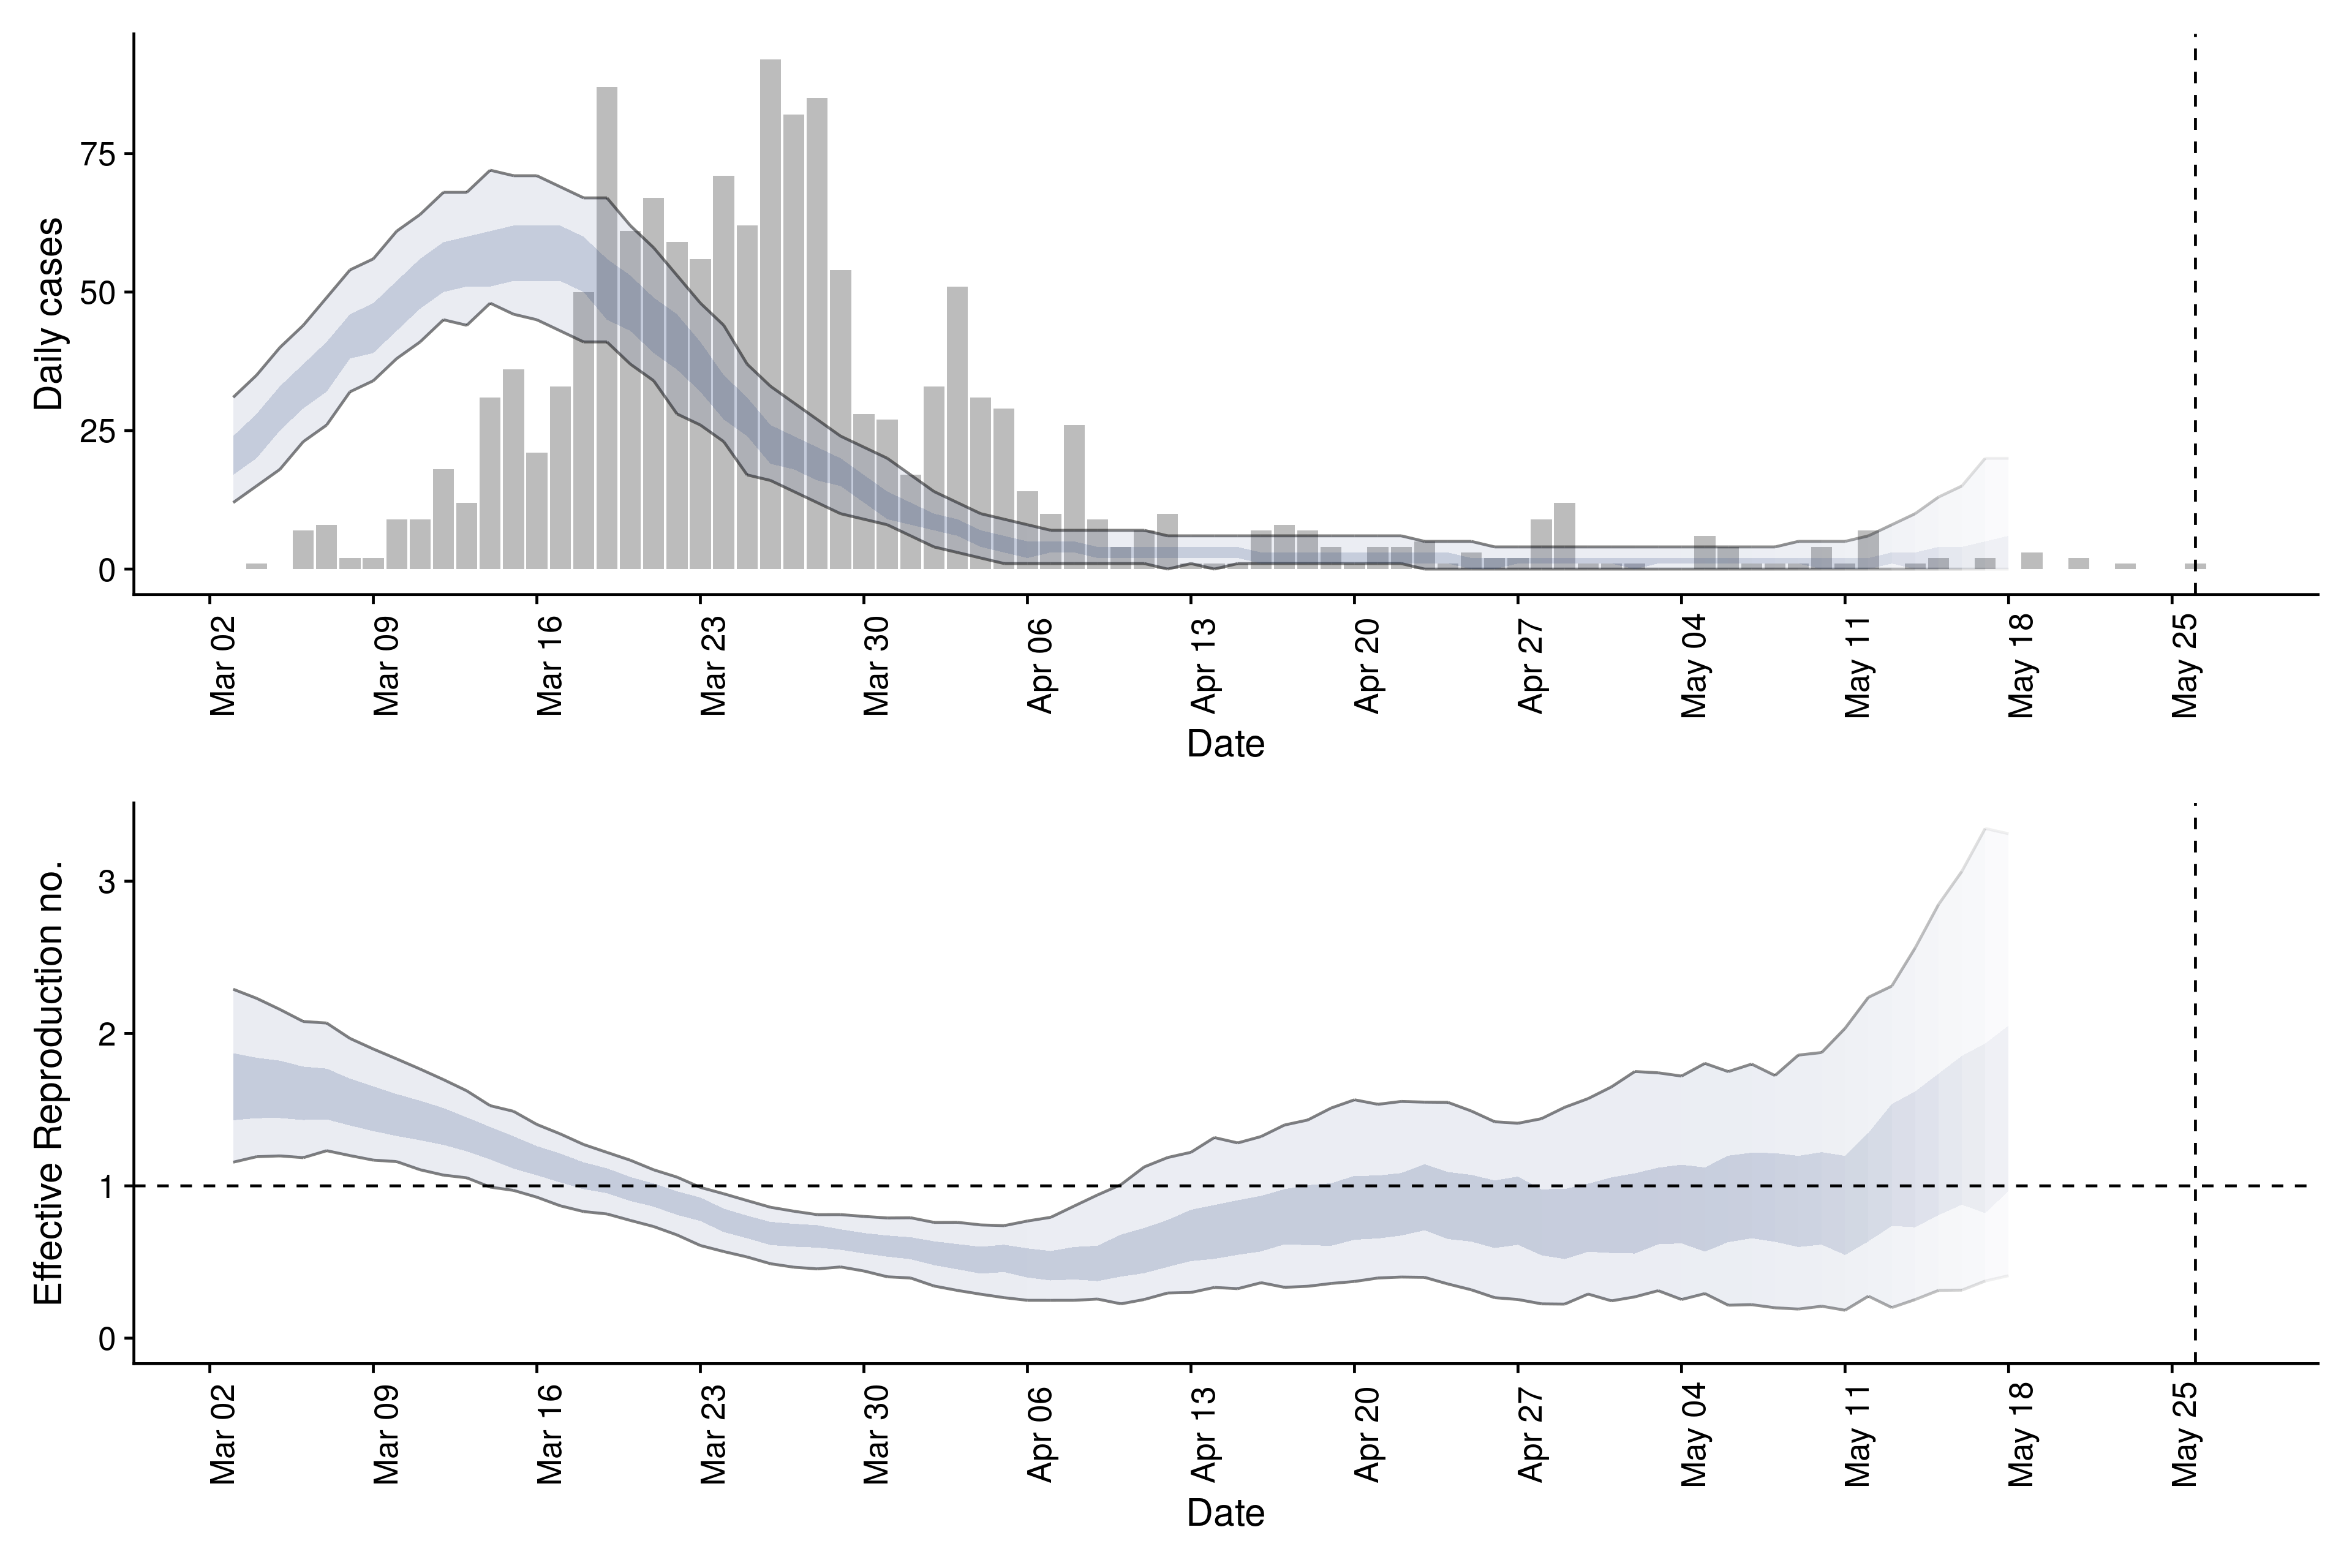 Daily cases
75
50
25
0
Mar 02
Mar 09
Mar 16
Mar 23
Mar 30
Apr 06
Apr 13
Apr 20
Apr 27
May 04
May 11
May 18
May 25
Date
Effective Reproduction no.
3
2
1
0
Mar 02
Mar 09
Mar 16
Mar 23
Mar 30
Apr 06
Apr 13
Apr 20
Apr 27
May 04
May 11
May 18
May 25
Date